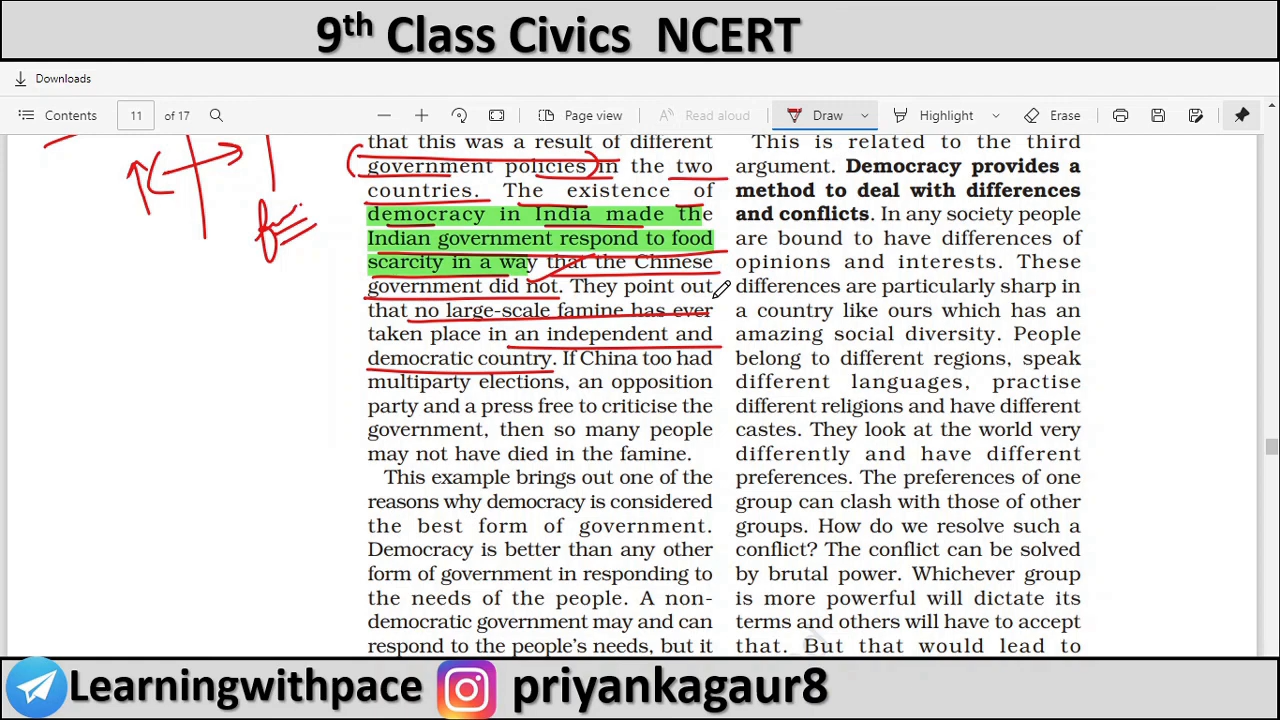 9th Class Civics NCERT
Downloads
Contents 11 of 17 Page view Read aloud Draw Highlight Erase
that this was a result of different
government policies in the two
countries. The existence of
democracy in India made the
Indian government respond to food
scarcity in a way that the Chinese
government did not. They point out
that no large-scale famine has ever
taken place in an independent and
democratic country. If China too had
multiparty elections, an opposition
party and a press free to criticise the
government, then so many people
may not have died in the famine.
This example brings out one of the
reasons why democracy is considered
the best form of government.
Democracy is better than any other
form of government in responding to
the needs of the people. A non-
democratic government may and can
respond to the people's needs, but it
This is related to the third
argument. Democracy provides a
method to deal with differences
and conflicts. In any society people
are bound to have differences of
opinions and interests. These
differences are particularly sharp in
a country like ours which has an
amazing social diversity. People
belong to different regions, speak
different languages, practise
different religions and have different
castes. They look at the world very
differently and have different
preferences. The preferences of one
group can clash with those of other
groups. How do we resolve such a
conflict? The conflict can be solved
by brutal power. Whichever group
is more powerful will dictate its
terms and others will have to accept
that. But that would lead to
Learningwithpace priyankagaur8